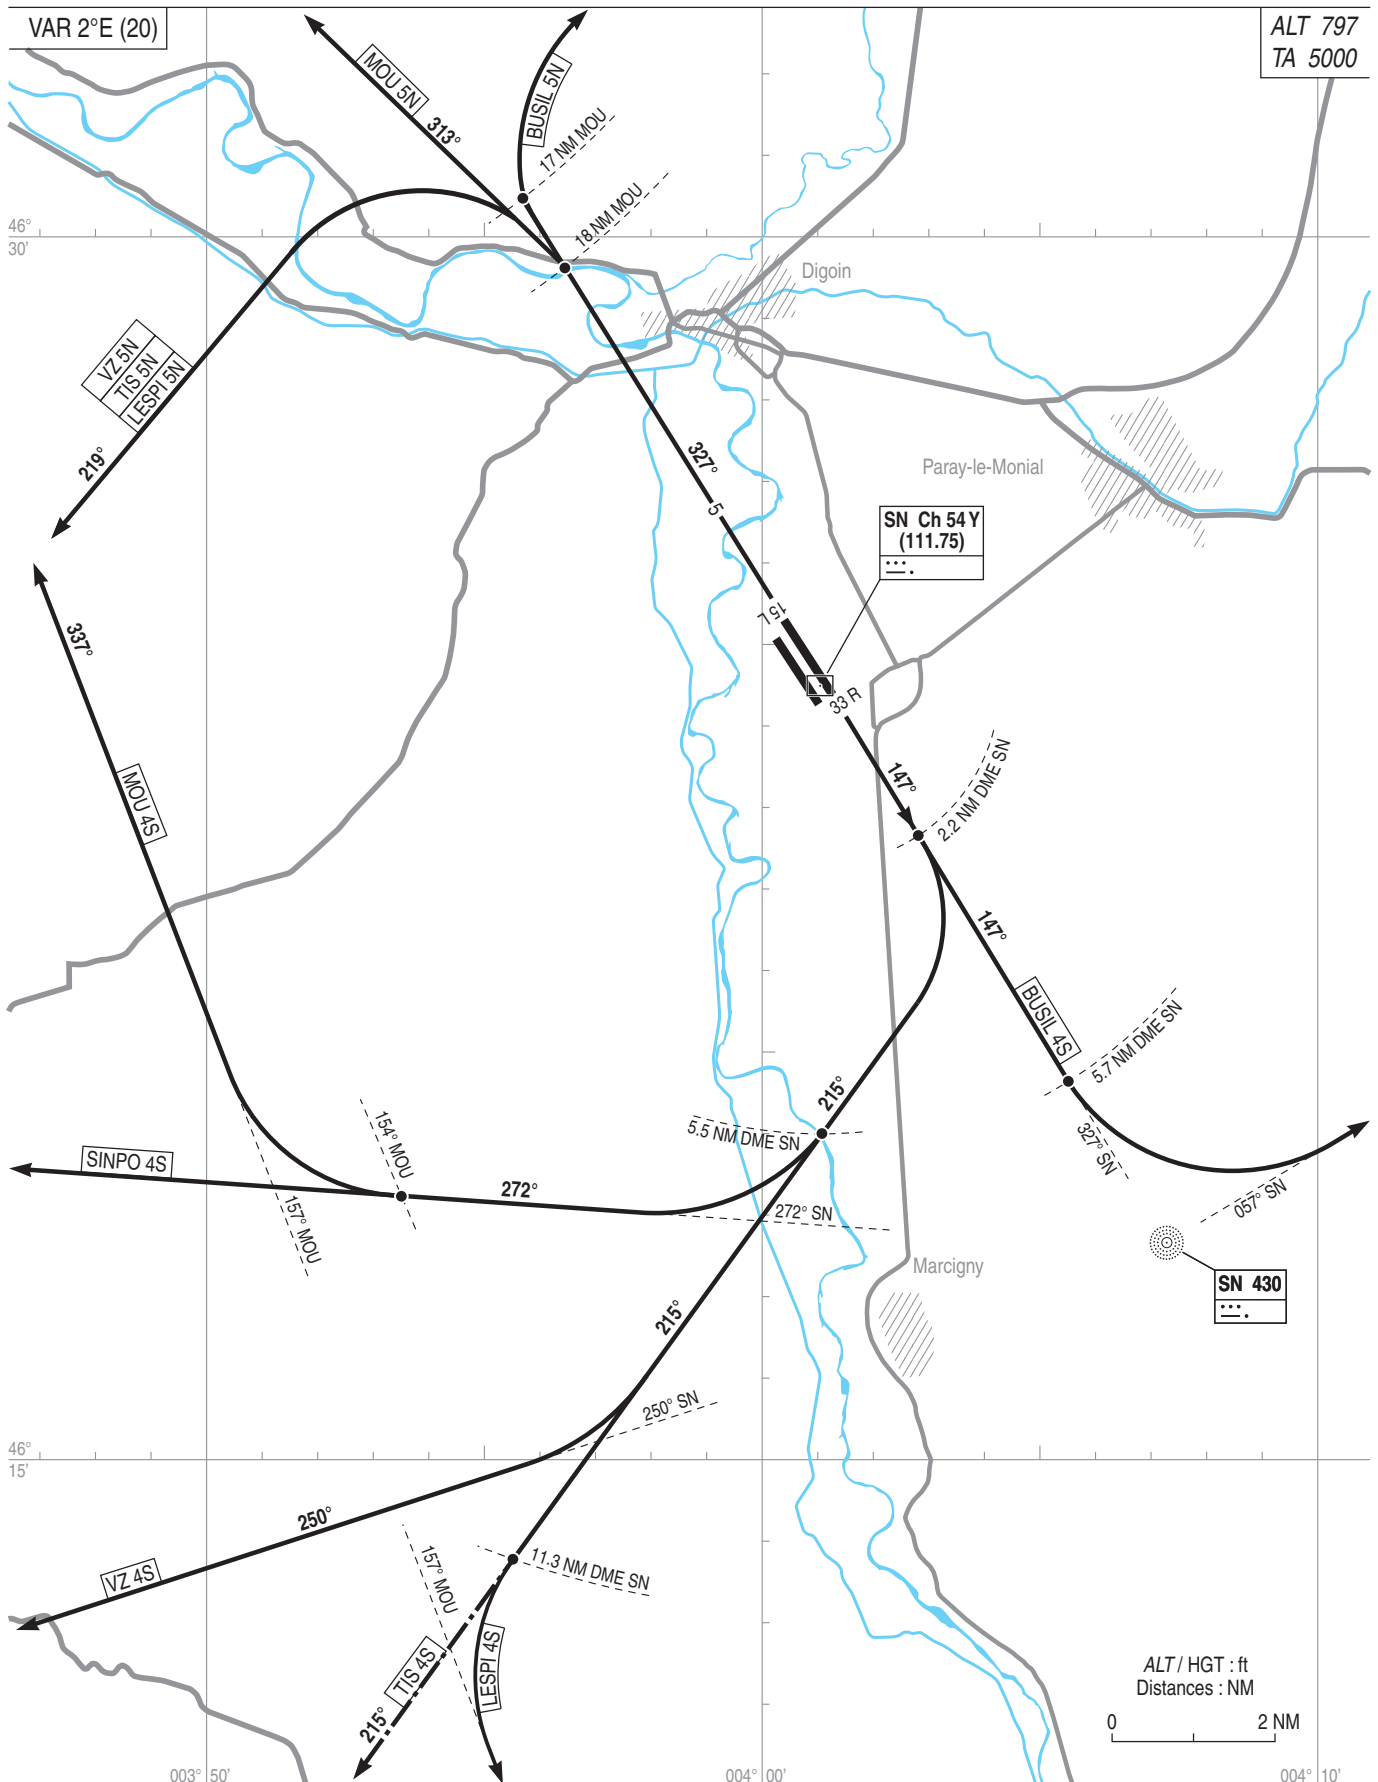 VAR 2°E (20)
ALT 797
TA 5000
MOU 5N
313°
BUSIL 5N
17 NM MOU
18 NM MOU
46°
30'
Digoin
VZ 5N
TIS 5N
LESPI 5N
219°
327°
5
Paray-le-Monial
SN Ch 54 Y
(111.75)
15 L
33 R
337°
MOU 4S
147°
2.2 NM DME SN
147°
BUSIL 4S
5.7 NM DME SN
327° SN
057° SN
215°
5.5 NM DME SN
154° MOU
SINPO 4S
157° MOU
272°
272° SN
Marcigny
SN 430
215°
250° SN
46°
15'
250°
VZ 4S
157° MOU
11.3 NM DME SN
TIS 4S
LESPI 4S
215°
ALT / HGT : ft
Distances : NM
0 2 NM
003° 50'
004° 00'
004° 10'